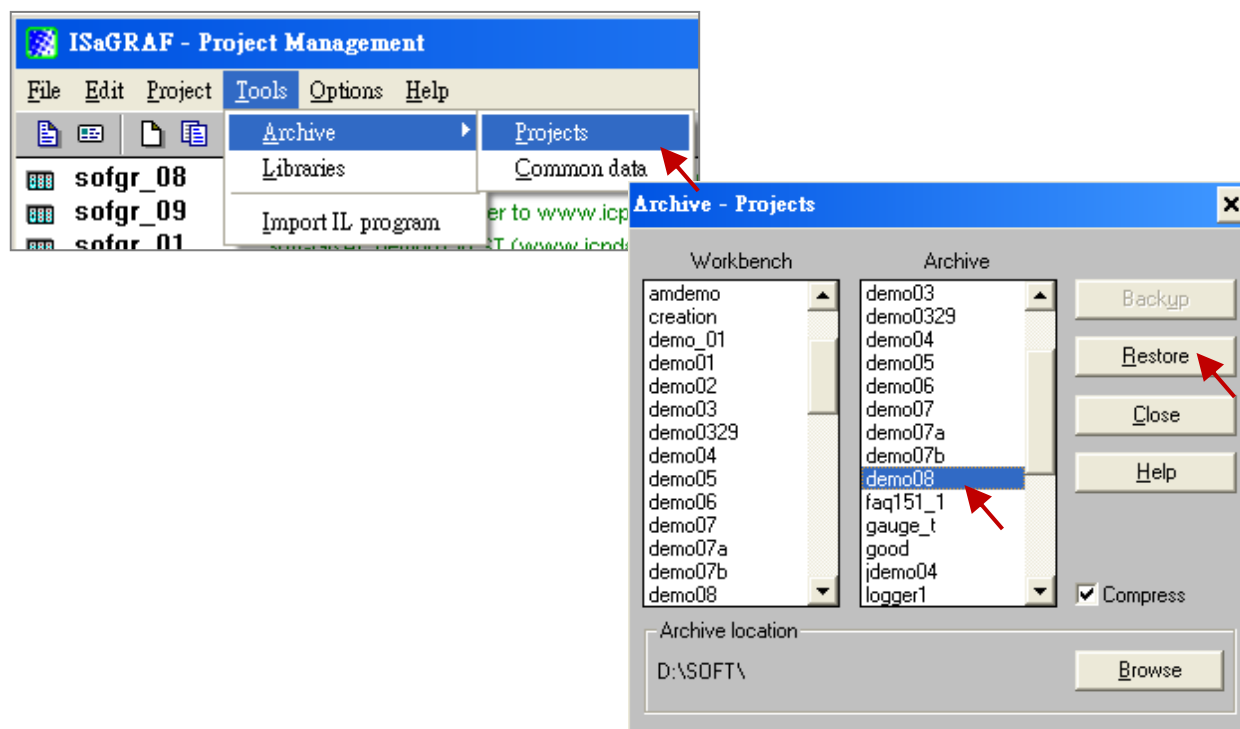 ISaGRAF - Project Management
File Edit Project Tools Options Help
Archive
Projects
Libraries
Common data
Import IL program
sofgr_08
sofgr_09
er to www.icp
sofgr_01
Archive - Projects
Workbench
amdemo
creation
demo_01
demo01
demo02
demo03
demo0329
demo04
demo05
demo06
demo07
demo07a
demo07b
demo08
Archive
demo03
demo0329
demo04
demo05
demo06
demo07
demo07a
demo07b
demo08
faq151_1
gauge_t
good
jdemo04
logger1
Backup
Restore
Close
Help
Compress
Archive location
D:\SOFT\
Browse